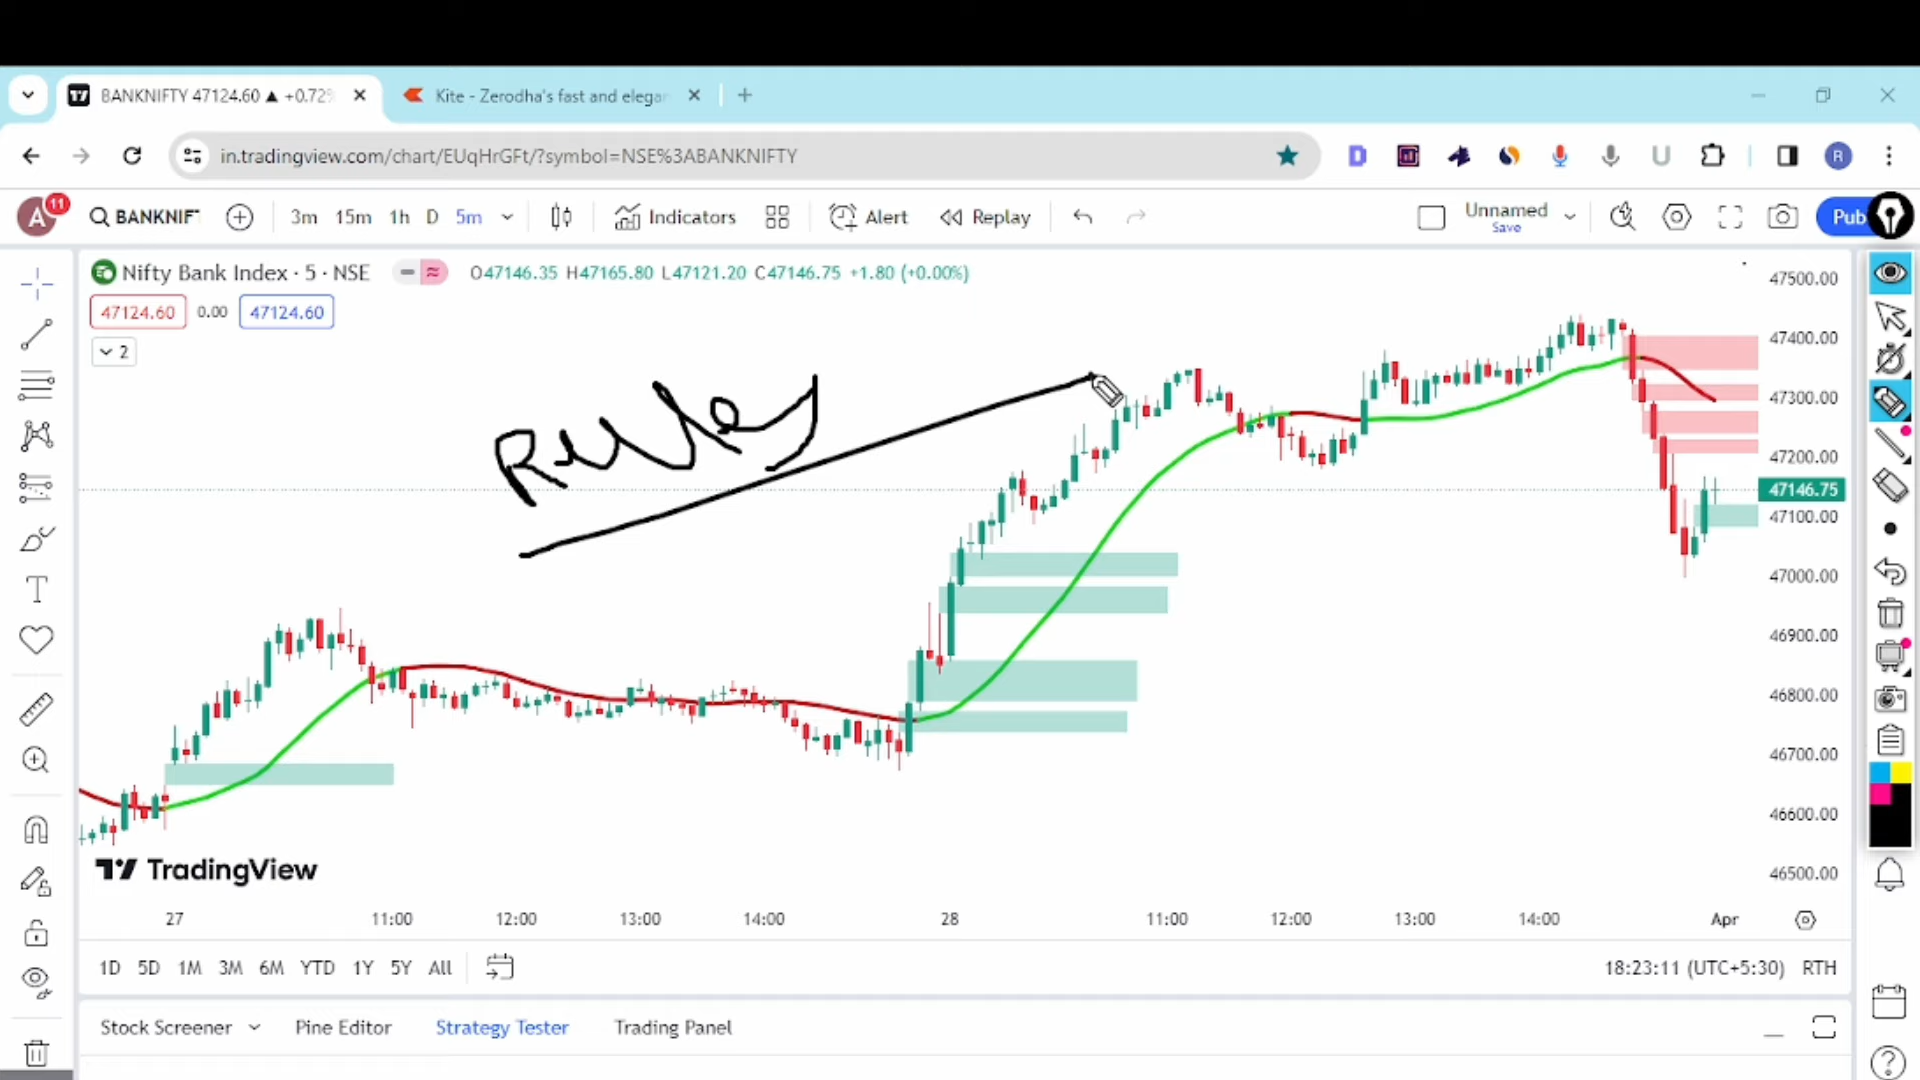 BANKNIFTY 47124.60 ▲ +0.72%
Kite - Zerodha's fast and elega
in.tradingview.com/chart/EUqHrGFt/?symbol=NSE%3ABANKNIFTY
D U R
A 11 BANKNIF 3m 15m 1h D 5m Indicators Alert Replay Unnamed Save Pub
Nifty Bank Index · 5 · NSE O47146.35 H47165.80 L47121.20 C47146.75 +1.80 (+0.00%)
47124.60 0.00 47124.60
2
Rules
47500.00
47400.00
47300.00
47200.00
47146.75
47100.00
47000.00
46900.00
46800.00
46700.00
46600.00
46500.00
TradingView
27 11:00 12:00 13:00 14:00 28 11:00 12:00 13:00 14:00 Apr
1D 5D 1M 3M 6M YTD 1Y 5Y All 18:23:11 (UTC+5:30) RTH
Stock Screener Pine Editor Strategy Tester Trading Panel